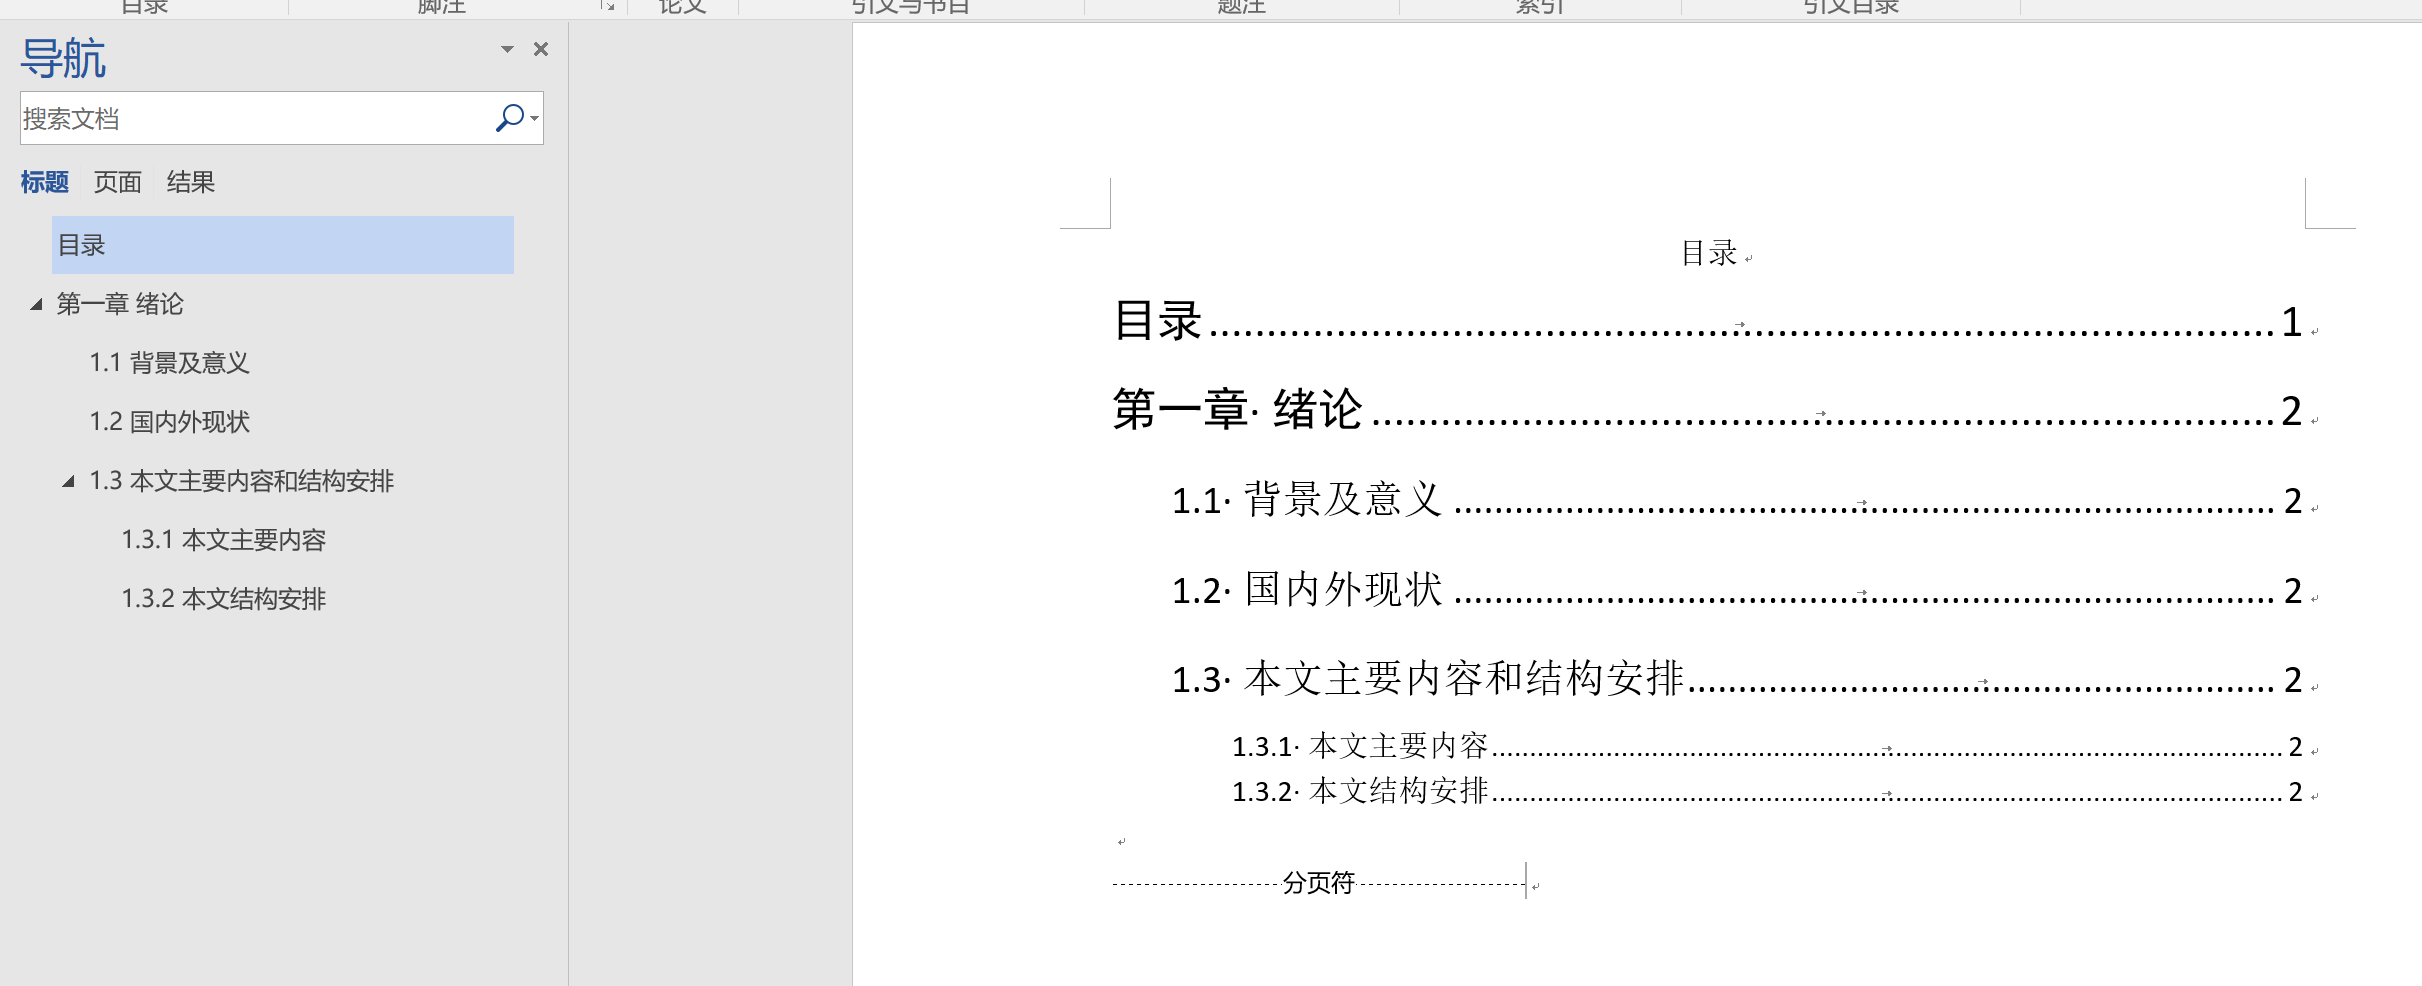 目录 脚注 论文 引文与书目 题注 索引 引文目录
导航
搜索文档
标题 页面 结果
目录
第一章 绪论
1.1 背景及意义
1.2 国内外现状
1.3 本文主要内容和结构安排
1.3.1 本文主要内容
1.3.2 本文结构安排
目录
目录 1
第一章 绪论 2
1.1 背景及意义 2
1.2 国内外现状 2
1.3 本文主要内容和结构安排 2
1.3.1 本文主要内容 2
1.3.2 本文结构安排 2
分页符